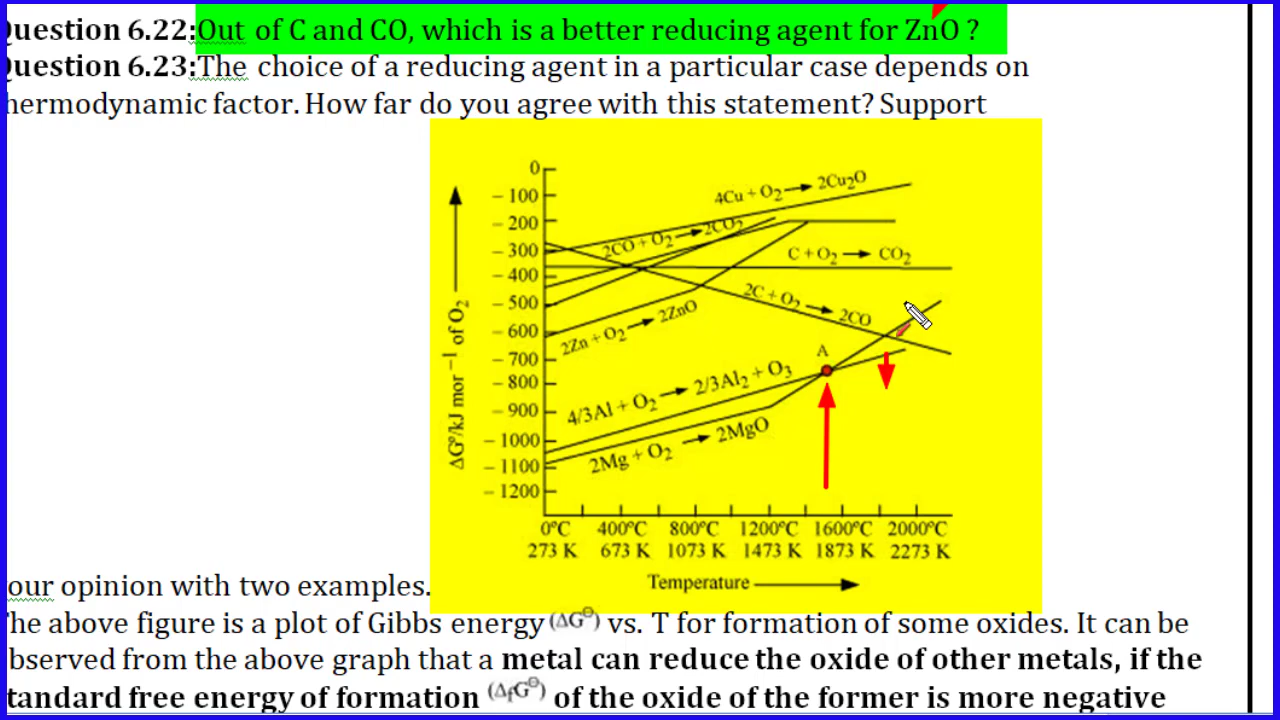 uestion 6.22:Out of C and CO, which is a better reducing agent for ZnO ?
uestion 6.23:The choice of a reducing agent in a particular case depends on
hermodynamic factor. How far do you agree with this statement? Support
0
– 100
– 200
– 300
– 400
– 500
– 600
– 700
– 800
– 900
– 1000
– 1100
– 1200
ΔG°/kJ mor⁻¹ of O₂
4Cu + O₂ → 2Cu₂O
2CO + O₂ → 2CO₂
C + O₂ → CO₂
2C + O₂ → 2CO
2Zn + O₂ → 2ZnO
A
4/3Al + O₂ → 2/3Al₂ + O₃
2Mg + O₂ → 2MgO
0°C 400°C 800°C 1200°C 1600°C 2000°C
273 K 673 K 1073 K 1473 K 1873 K 2273 K
Temperature
our opinion with two examples.
he above figure is a plot of Gibbs energy (ΔG⊖) vs. T for formation of some oxides. It can be
bserved from the above graph that a metal can reduce the oxide of other metals, if the
tandard free energy of formation (ΔfG⊖) of the oxide of the former is more negative